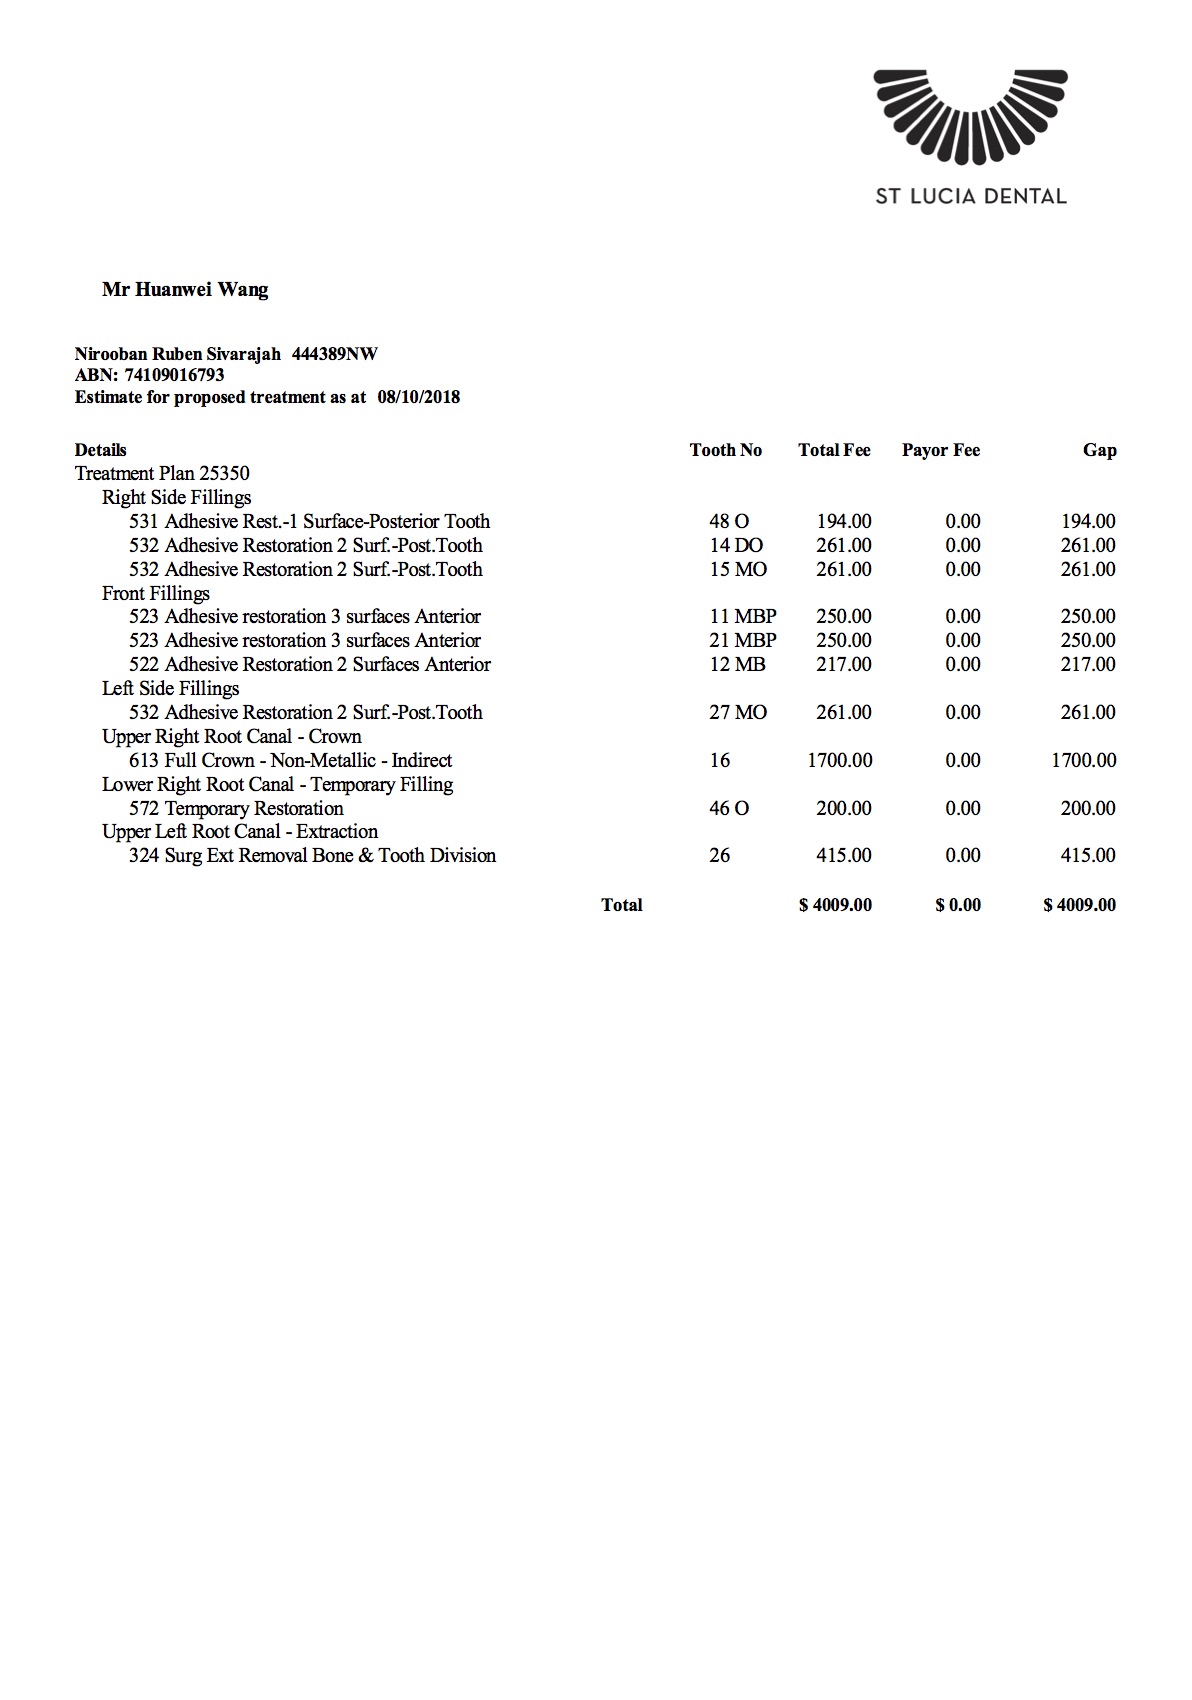 ST LUCIA DENTAL
Mr Huanwei Wang
Nirooban Ruben Sivarajah 444389NW
ABN: 74109016793
Estimate for proposed treatment as at 08/10/2018
Details Tooth No Total Fee Payor Fee Gap
Treatment Plan 25350
Right Side Fillings
531 Adhesive Rest.-1 Surface-Posterior Tooth 48 O 194.00 0.00 194.00
532 Adhesive Restoration 2 Surf.-Post.Tooth 14 DO 261.00 0.00 261.00
532 Adhesive Restoration 2 Surf.-Post.Tooth 15 MO 261.00 0.00 261.00
Front Fillings
523 Adhesive restoration 3 surfaces Anterior 11 MBP 250.00 0.00 250.00
523 Adhesive restoration 3 surfaces Anterior 21 MBP 250.00 0.00 250.00
522 Adhesive Restoration 2 Surfaces Anterior 12 MB 217.00 0.00 217.00
Left Side Fillings
532 Adhesive Restoration 2 Surf.-Post.Tooth 27 MO 261.00 0.00 261.00
Upper Right Root Canal - Crown
613 Full Crown - Non-Metallic - Indirect 16 1700.00 0.00 1700.00
Lower Right Root Canal - Temporary Filling
572 Temporary Restoration 46 O 200.00 0.00 200.00
Upper Left Root Canal - Extraction
324 Surg Ext Removal Bone & Tooth Division 26 415.00 0.00 415.00
Total $ 4009.00 $ 0.00 $ 4009.00